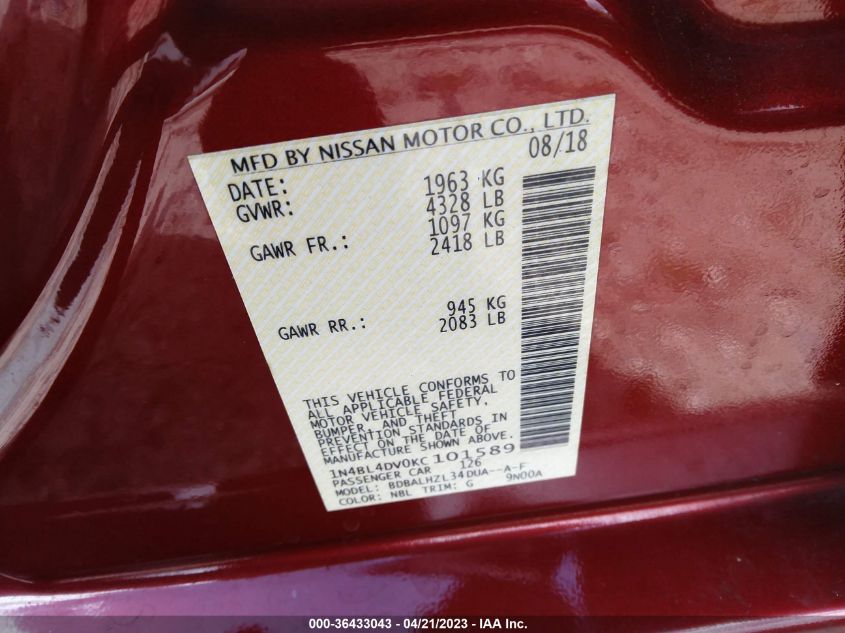 MFD BY NISSAN MOTOR CO., LTD.
DATE: 08/18
GVWR: 1963 KG
4328 LB
GAWR FR.: 1097 KG
2418 LB
GAWR RR.: 945 KG
2083 LB
THIS VEHICLE CONFORMS TO
ALL APPLICABLE FEDERAL
MOTOR VEHICLE SAFETY,
BUMPER, AND THEFT
PREVENTION STANDARDS IN
EFFECT ON THE DATE OF
MANUFACTURE SHOWN ABOVE.
1N4BL4DV0KC101589
PASSENGER CAR 126
MODEL: BDBALHZL34DUA--A-F
COLOR: NBL TRIM: G 9N00A
000-36433043 - 04/21/2023 - IAA Inc.